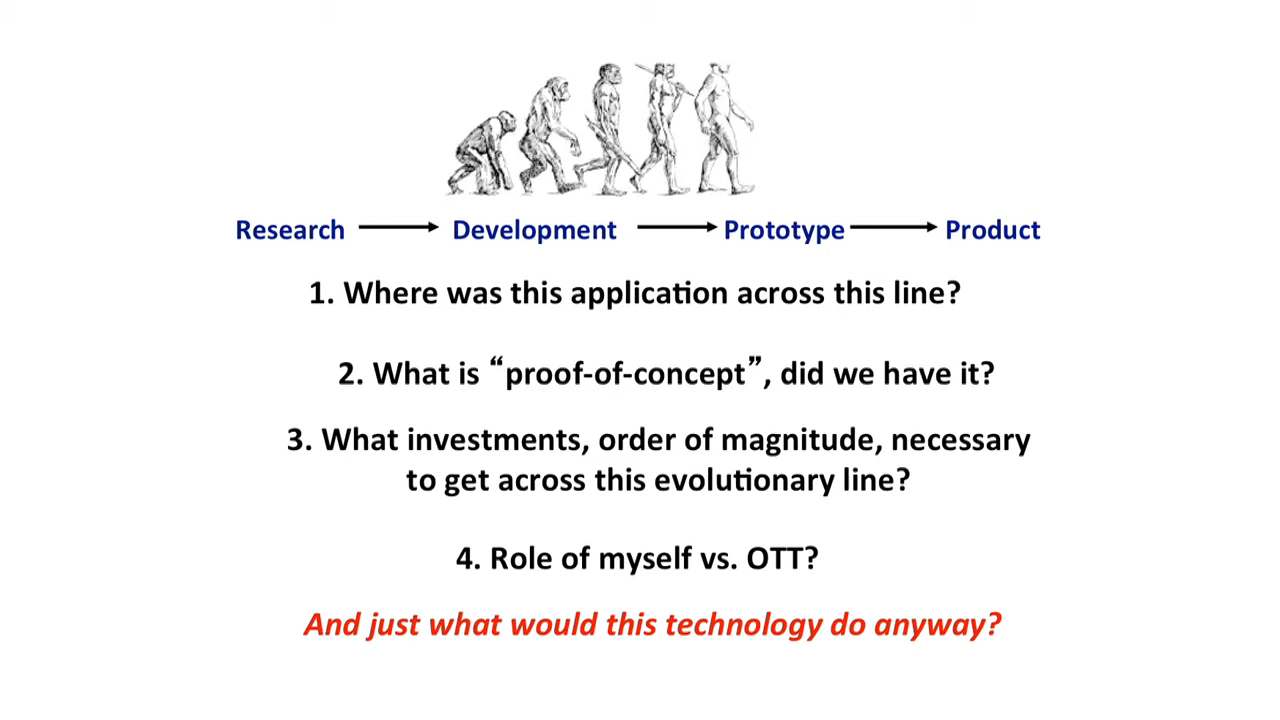 Research Development Prototype Product
1. Where was this application across this line?
2. What is “proof-of-concept”, did we have it?
3. What investments, order of magnitude, necessary
to get across this evolutionary line?
4. Role of myself vs. OTT?
And just what would this technology do anyway?